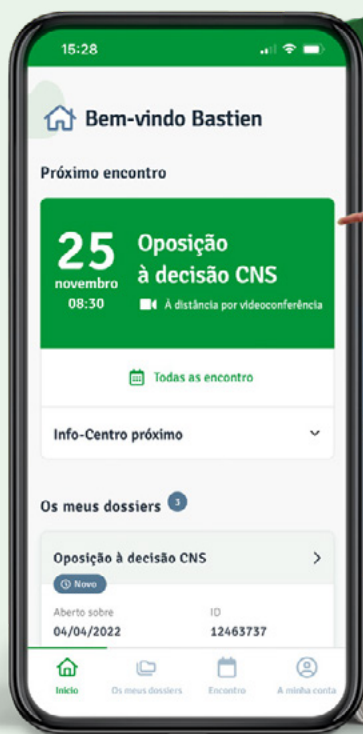 15:28
Bem-vindo Bastien
Próximo encontro
25
novembro
08:30
Oposição
à decisão CNS
À distância por videoconferência
Todas as encontro
Info-Centro próximo
Os meus dossiers 3
Oposição à decisão CNS
Novo
Aberto sobre
04/04/2022
ID
12463737
Início
Os meus dossiers
Encontro
A minha conta